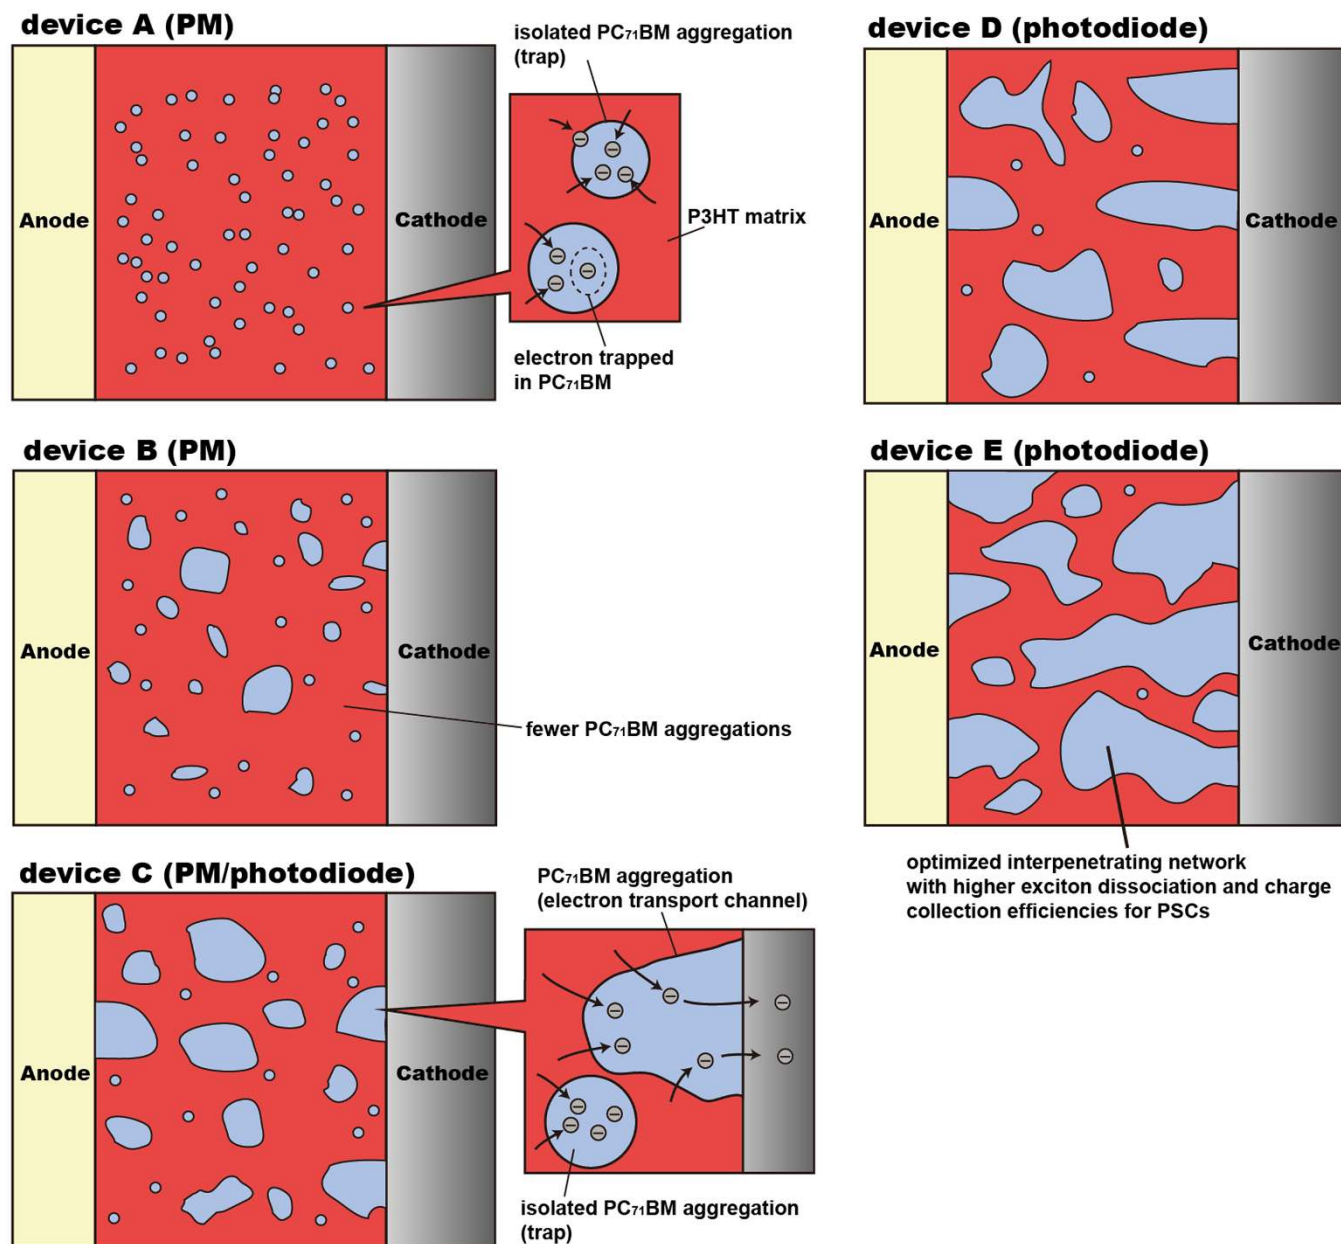 device A (PM)
Anode
Cathode
isolated PC₇₁BM aggregation
(trap)
P3HT matrix
electron trapped
in PC₇₁BM
device D (photodiode)
Anode
Cathode
device B (PM)
Anode
Cathode
fewer PC₇₁BM aggregations
device E (photodiode)
Anode
Cathode
optimized interpenetrating network
with higher exciton dissociation and charge
collection efficiencies for PSCs
device C (PM/photodiode)
Anode
Cathode
PC₇₁BM aggregation
(electron transport channel)
isolated PC₇₁BM aggregation
(trap)